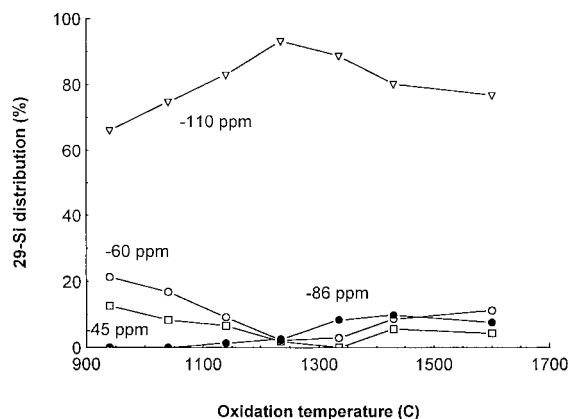 100
80
-110 ppm
60
40
-60 ppm
20
-86 ppm
-45 ppm
0
900 1100 1300 1500 1700
29-Si distribution (%)
Oxidation temperature (C)